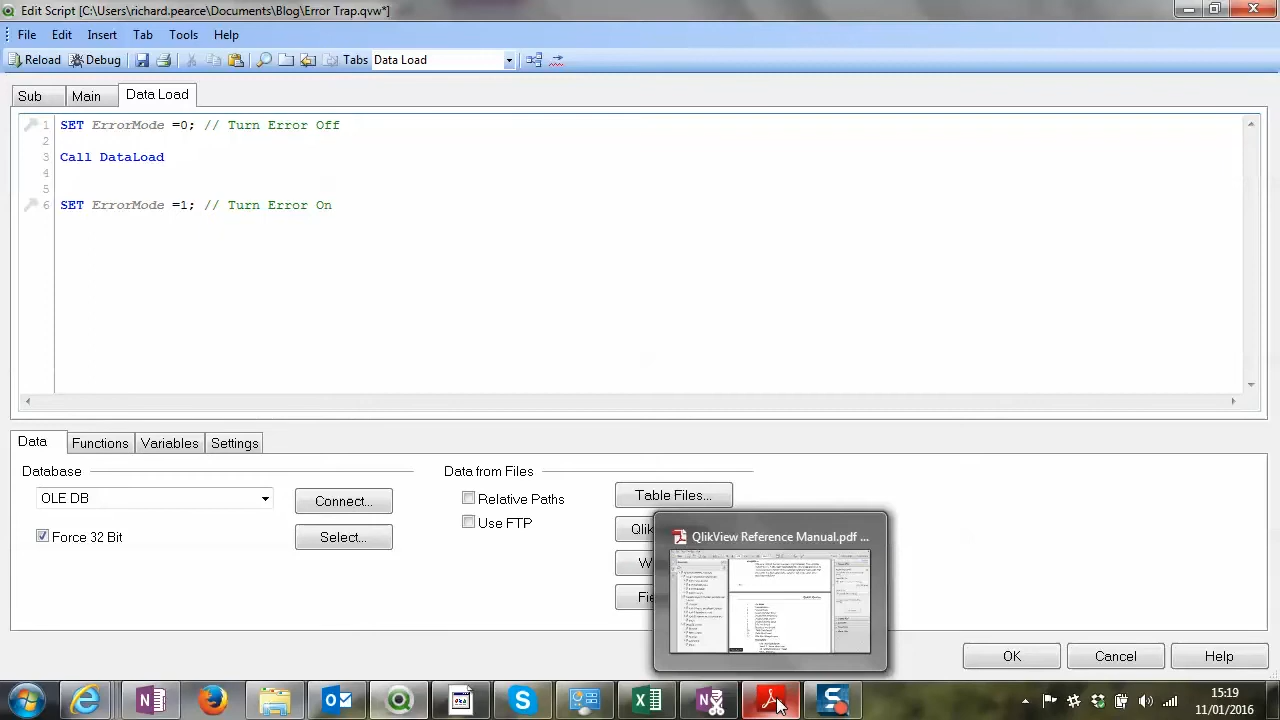 Edit Script [C:\Users\richard.pearce\Documents\Blog\Error Trap.qvw*]
File Edit Insert Tab Tools Help
Reload Debug Tabs Data Load
Sub Main Data Load
1 SET ErrorMode =0; // Turn Error Off
2
3 Call DataLoad
4
5
6 SET ErrorMode =1; // Turn Error On
Data Functions Variables Settings
Database
Data from Files
OLE DB
Connect...
Relative Paths
Table Files...
Force 32 Bit
Select...
Use FTP
QlikView Reference Manual.pdf ...
OK Cancel Help
15:19
11/01/2016